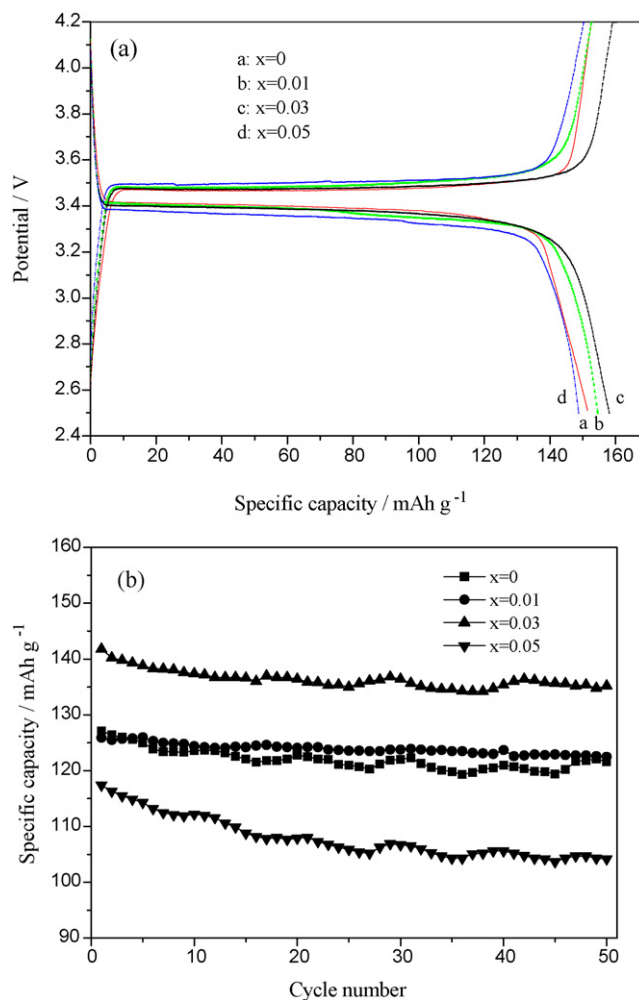 (a)
a: x=0
b: x=0.01
c: x=0.03
d: x=0.05
4.2
4.0
3.8
3.6
3.4
3.2
3.0
2.8
2.6
2.4
Potential / V
d
a
b
c
0 20 40 60 80 100 120 140 160
Specific capacity / mAh g⁻¹
(b)
x=0
x=0.01
x=0.03
x=0.05
160
150
140
130
120
110
100
90
Specific capacity / mAh g⁻¹
0 10 20 30 40 50
Cycle number